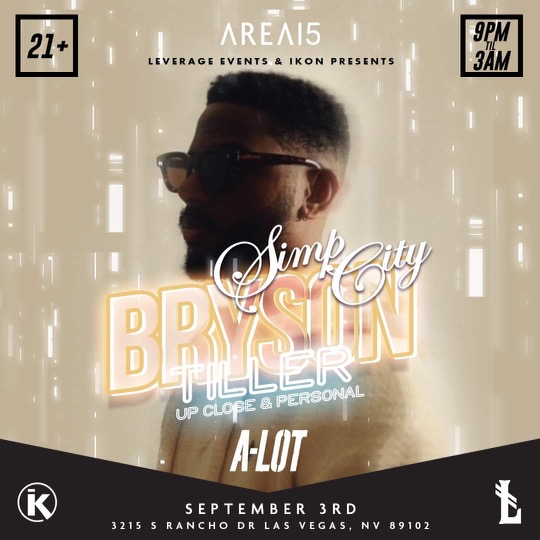 21+
AREA15
9PM
TIL
3AM
LEVERAGE EVENTS & IKON PRESENTS
Simp City
BRYSON
TILLER
UP CLOSE & PERSONAL
A-LOT
SEPTEMBER 3RD
3215 S RANCHO DR LAS VEGAS, NV 89102